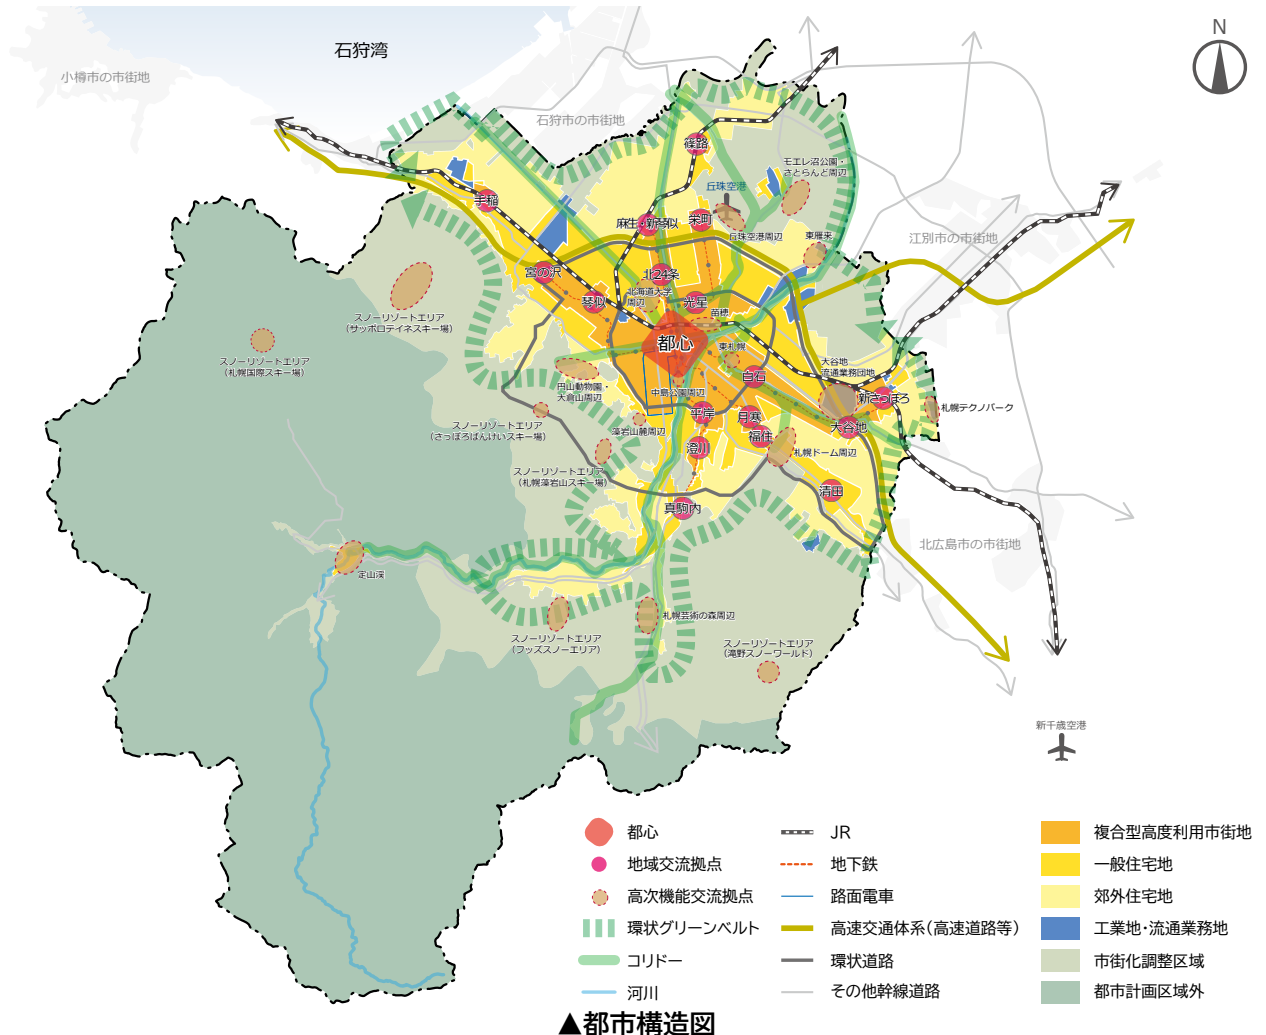 石狩湾
N
小樽市の市街地
石狩市の市街地
篠路
モエレ沼公園・
さとらんど周辺
丘珠空港
手稲
麻生・新琴似
栄町
丘珠空港周辺
東雁来
江別市の市街地
宮の沢
北24条
北海道大学
周辺
琴似
光星
苗穂
スノーリゾートエリア
(サッポロテイネスキー場)
都心
東札幌
スノーリゾートエリア
(札幌国際スキー場)
大谷地
流通業務団地
白石
円山動物園・
大倉山周辺
中島公園周辺
新さっぽろ
札幌テクノパーク
平岸
月寒
大谷地
スノーリゾートエリア
(さっぽろばんけいスキー場)
藻岩山麓周辺
福住
澄川
札幌ドーム周辺
スノーリゾートエリア
(札幌藻岩山スキー場)
清田
真駒内
北広島市の市街地
定山渓
札幌芸術の森周辺
スノーリゾートエリア
(フッズスノーエリア)
スノーリゾートエリア
(滝野スノーワールド)
新千歳空港
都心
地域交流拠点
高次機能交流拠点
環状グリーンベルト
コリドー
河川
JR
地下鉄
路面電車
高速交通体系(高速道路等)
環状道路
その他幹線道路
複合型高度利用市街地
一般住宅地
郊外住宅地
工業地・流通業務地
市街化調整区域
都市計画区域外
▲都市構造図